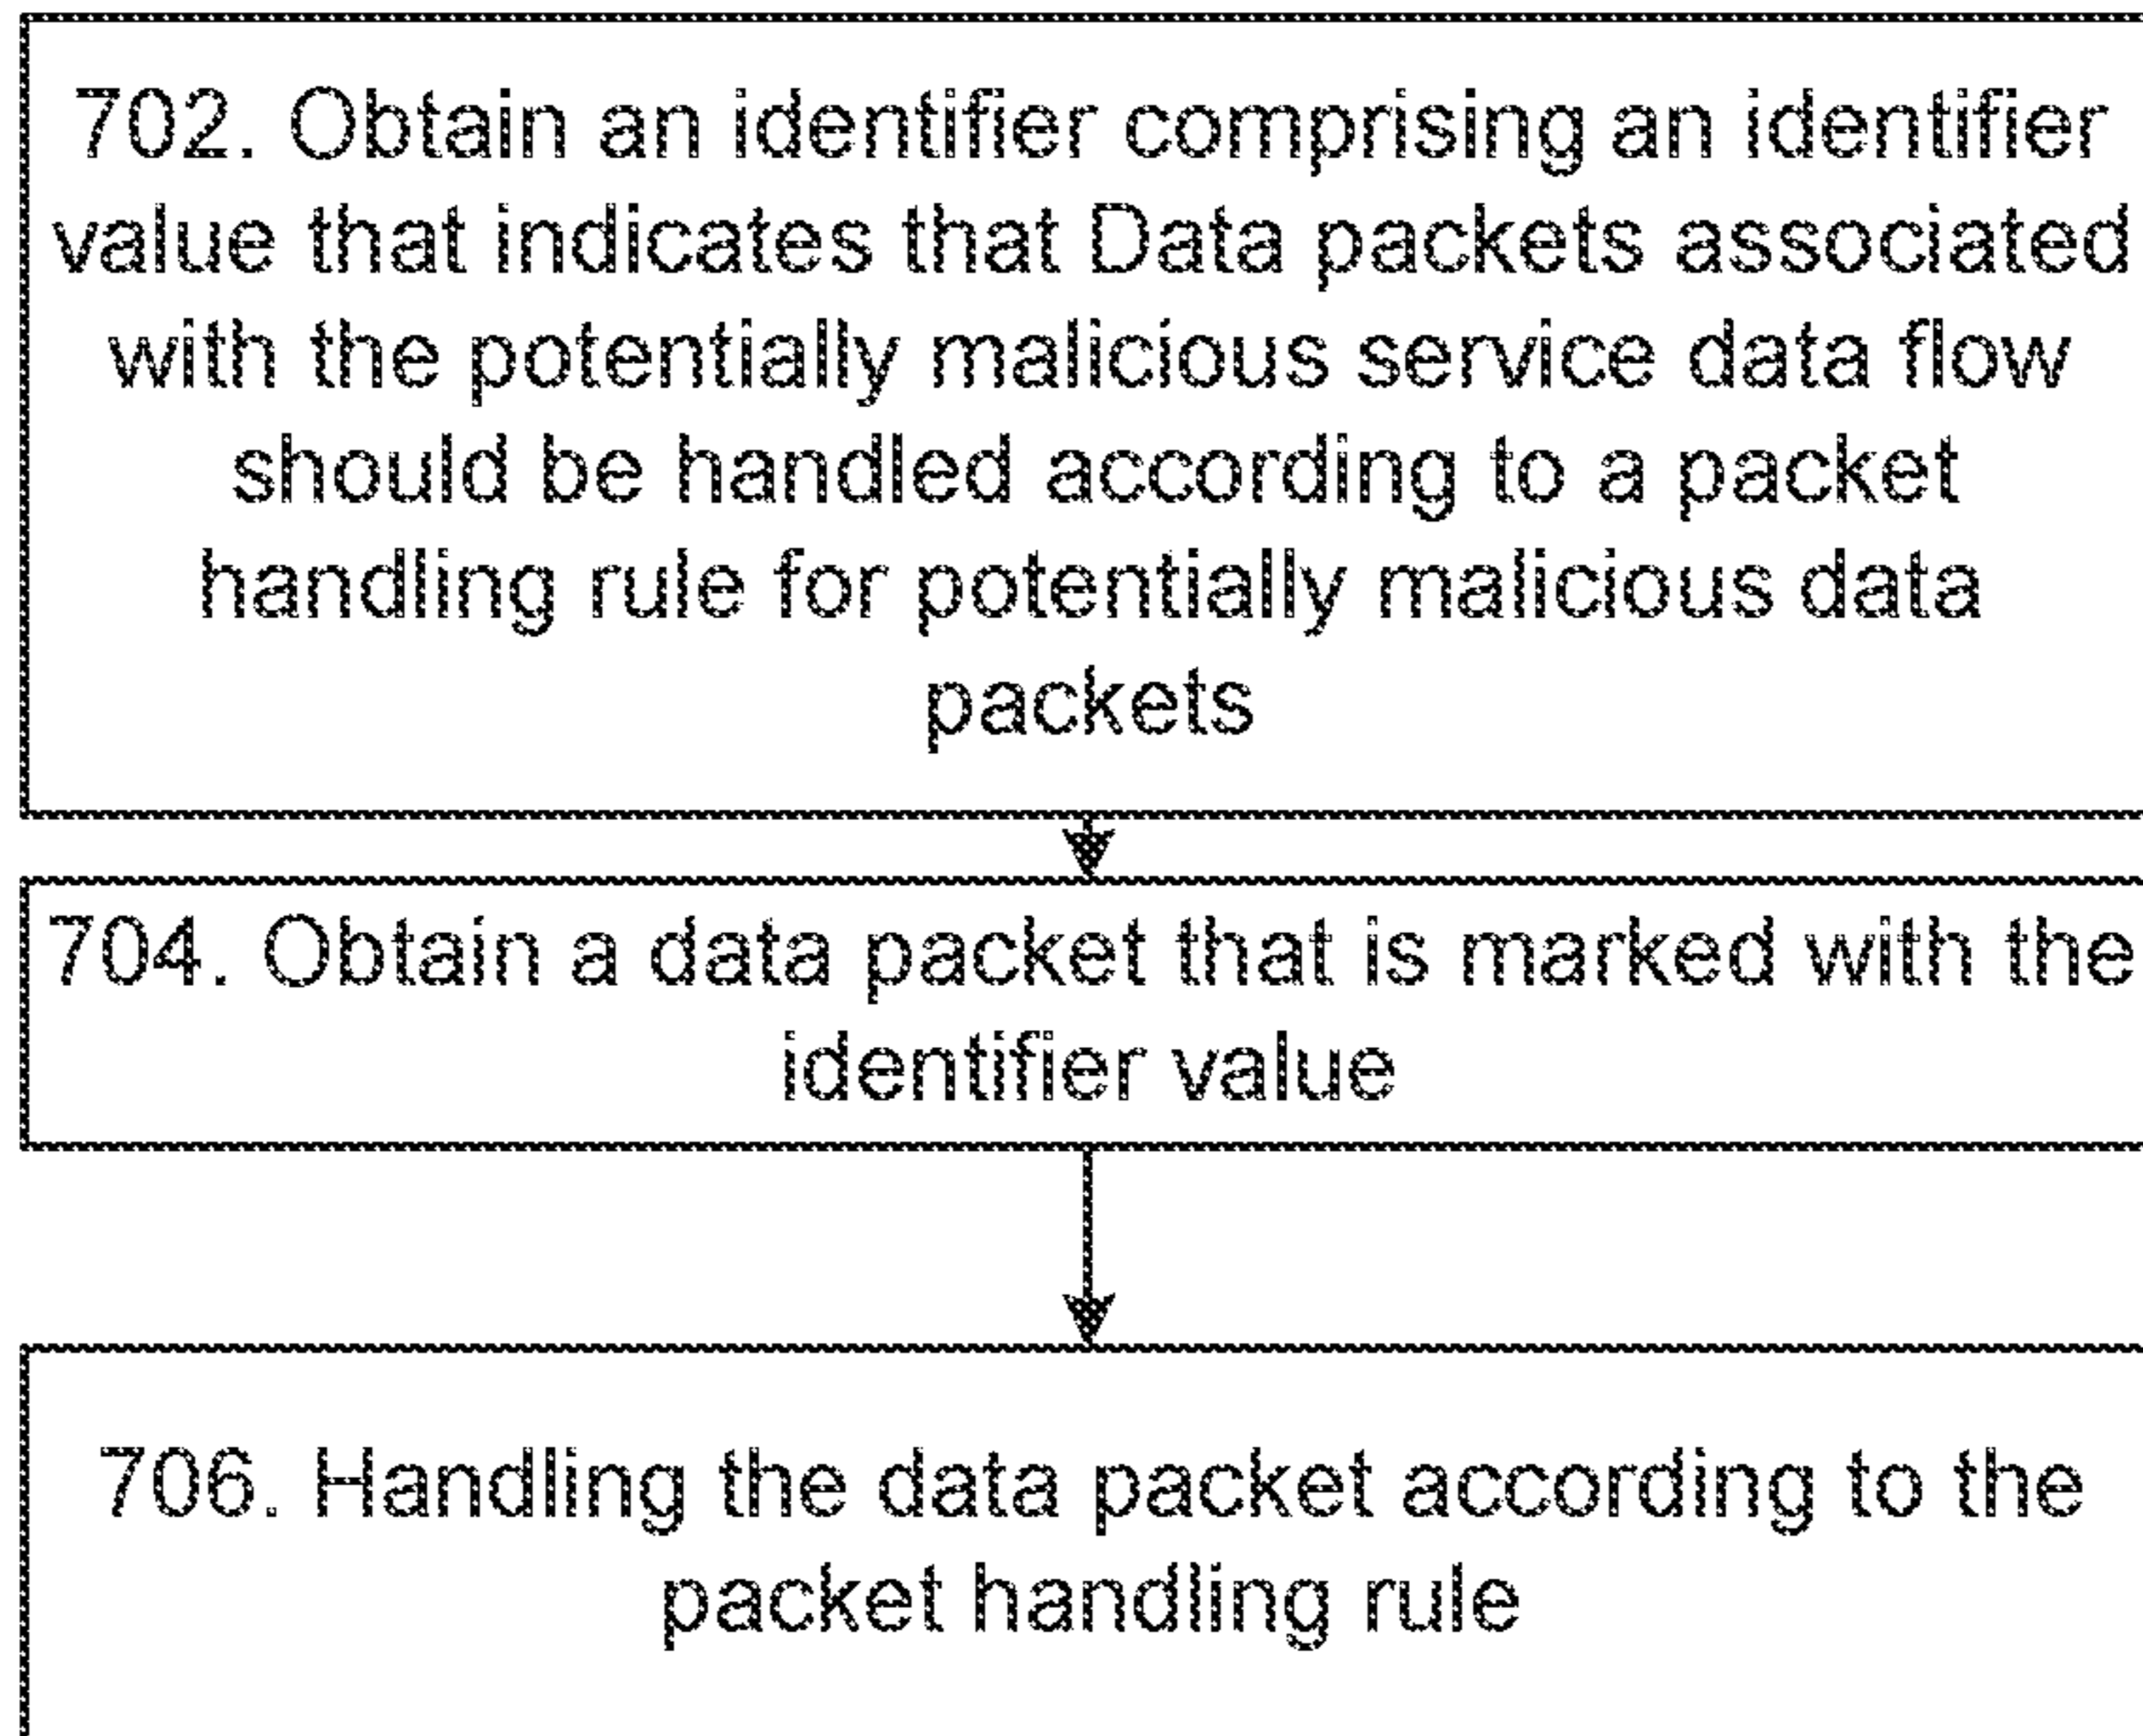 702. Obtain an identifier comprising an identifier
value that indicates that Data packets associated
with the potentially malicious service data flow
should be handled according to a packet
handling rule for potentially malicious data
packets
704. Obtain a data packet that is marked with the
identifier value
706. Handling the data packet according to the
packet handling rule